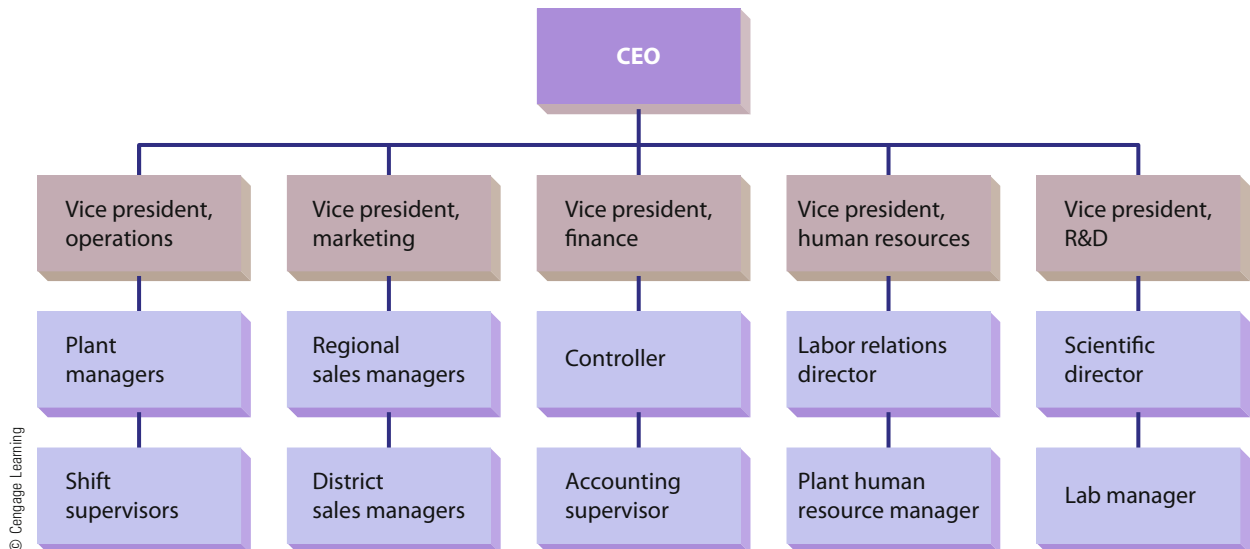 CEO
Vice president,
operations
Vice president,
marketing
Vice president,
finance
Vice president,
human resources
Vice president,
R&D
Plant
managers
Regional
sales managers
Controller
Labor relations
director
Scientific
director
Shift
supervisors
District
sales managers
Accounting
supervisor
Plant human
resource manager
Lab manager
© Cengage Learning